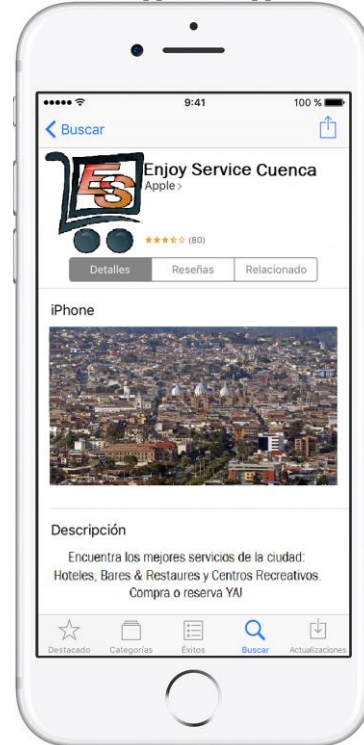 9:41
100 %
Buscar
Enjoy Service Cuenca
Apple >
ES
(80)
Detalles
Reseñas
Relacionado
iPhone
Descripción
Encuentra los mejores servicios de la ciudad:
Hoteles, Bares & Restaures y Centros Recreativos.
Compra o reserva YA!
Destacado
Categorías
Éxitos
Buscar
Actualizaciones